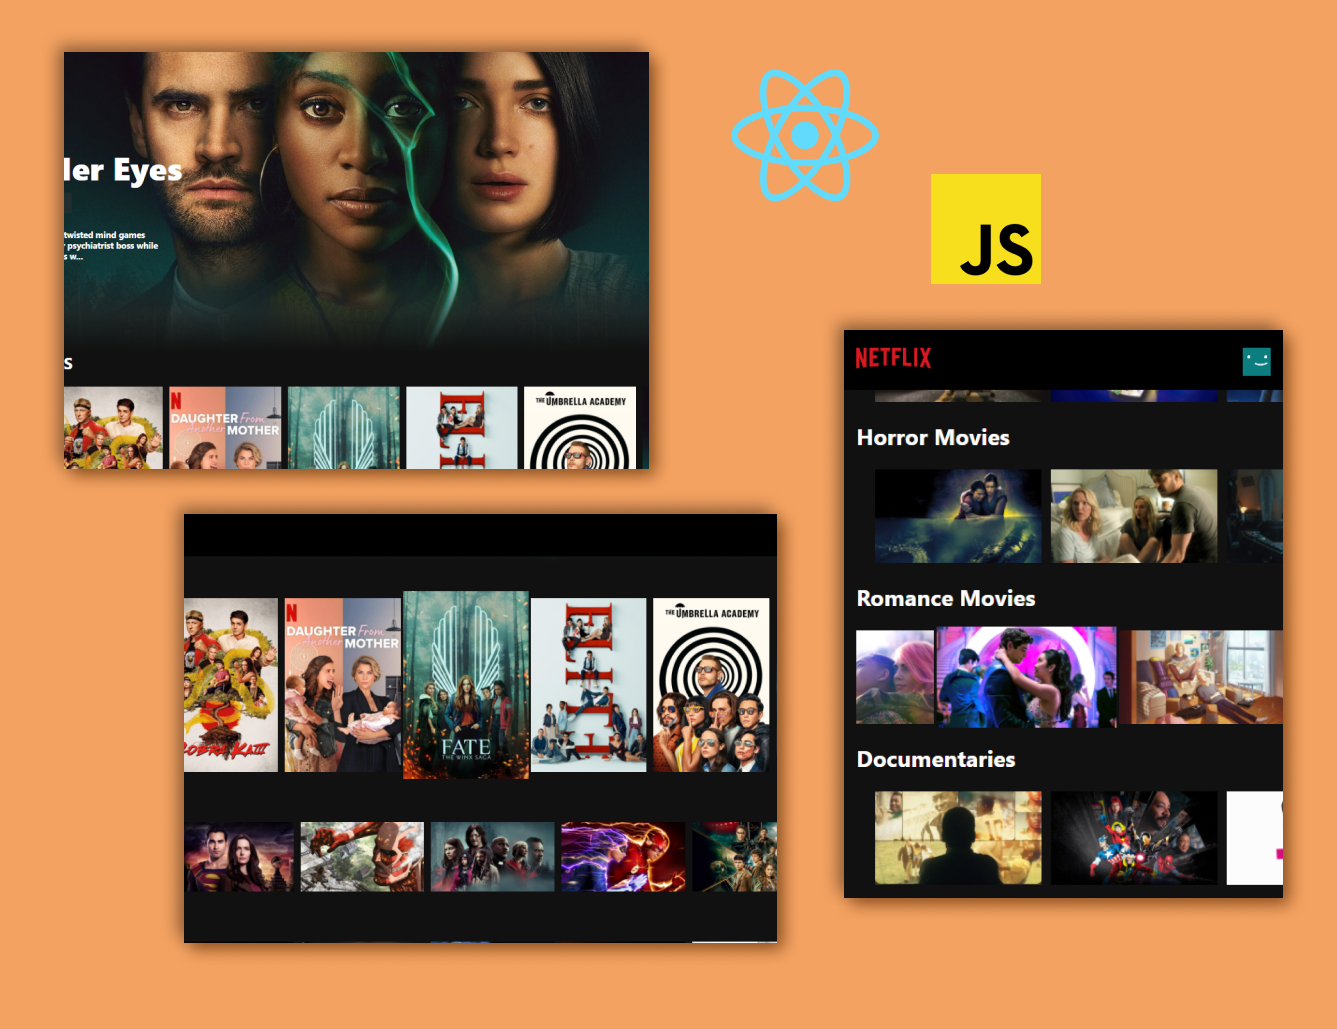 ler Eyes
twisted mind games
r psychiatrist boss while
s w...
s
N
DAUGHTER From
Another MOTHER
ELI
THE UMBRELLA ACADEMY
JS
NETFLIX
Horror Movies
Romance Movies
Documentaries
COBRA KAI
N
DAUGHTER From
Another MOTHER
FATE
THE WINX SAGA
ELITE
THE UMBRELLA ACADEMY